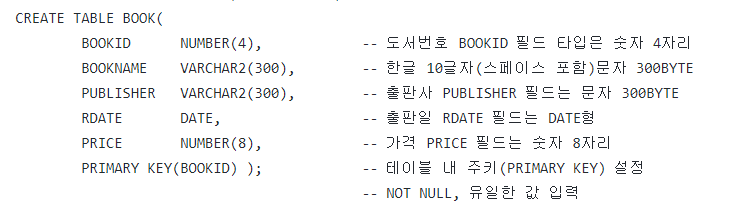 CREATE TABLE BOOK(
BOOKID NUMBER(4), -- 도서번호 BOOKID 필드 타입은 숫자 4자리
BOOKNAME VARCHAR2(300), -- 한글 10글자(스페이스 포함)문자 300BYTE
PUBLISHER VARCHAR2(300), -- 출판사 PUBLISHER 필드는 문자 300BYTE
RDATE DATE, -- 출판일 RDATE 필드는 DATE형
PRICE NUMBER(8), -- 가격 PRICE 필드는 숫자 8자리
PRIMARY KEY(BOOKID) ); -- 테이블 내 주키(PRIMARY KEY) 설정
-- NOT NULL, 유일한 값 입력